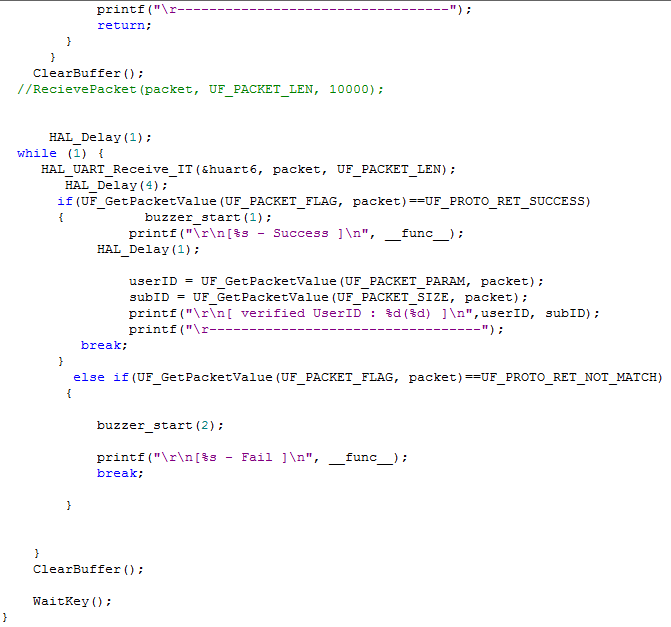 printf("\r----------------------------------");
return;
}
}
ClearBuffer();
//RecievePacket(packet, UF_PACKET_LEN, 10000);
HAL_Delay(1);
while (1) {
HAL_UART_Receive_IT(&huart6, packet, UF_PACKET_LEN);
HAL_Delay(4);
if(UF_GetPacketValue(UF_PACKET_FLAG, packet)==UF_PROTO_RET_SUCCESS)
{ buzzer_start(1);
printf("\r\n[%s - Success ]\n", __func__);
HAL_Delay(1);
userID = UF_GetPacketValue(UF_PACKET_PARAM, packet);
subID = UF_GetPacketValue(UF_PACKET_SIZE, packet);
printf("\r\n[ verified UserID : %d(%d) ]\n",userID, subID);
printf("\r----------------------------------");
break;
}
else if(UF_GetPacketValue(UF_PACKET_FLAG, packet)==UF_PROTO_RET_NOT_MATCH)
{
buzzer_start(2);
printf("\r\n[%s - Fail ]\n", __func__);
break;
}
}
ClearBuffer();
WaitKey();
}